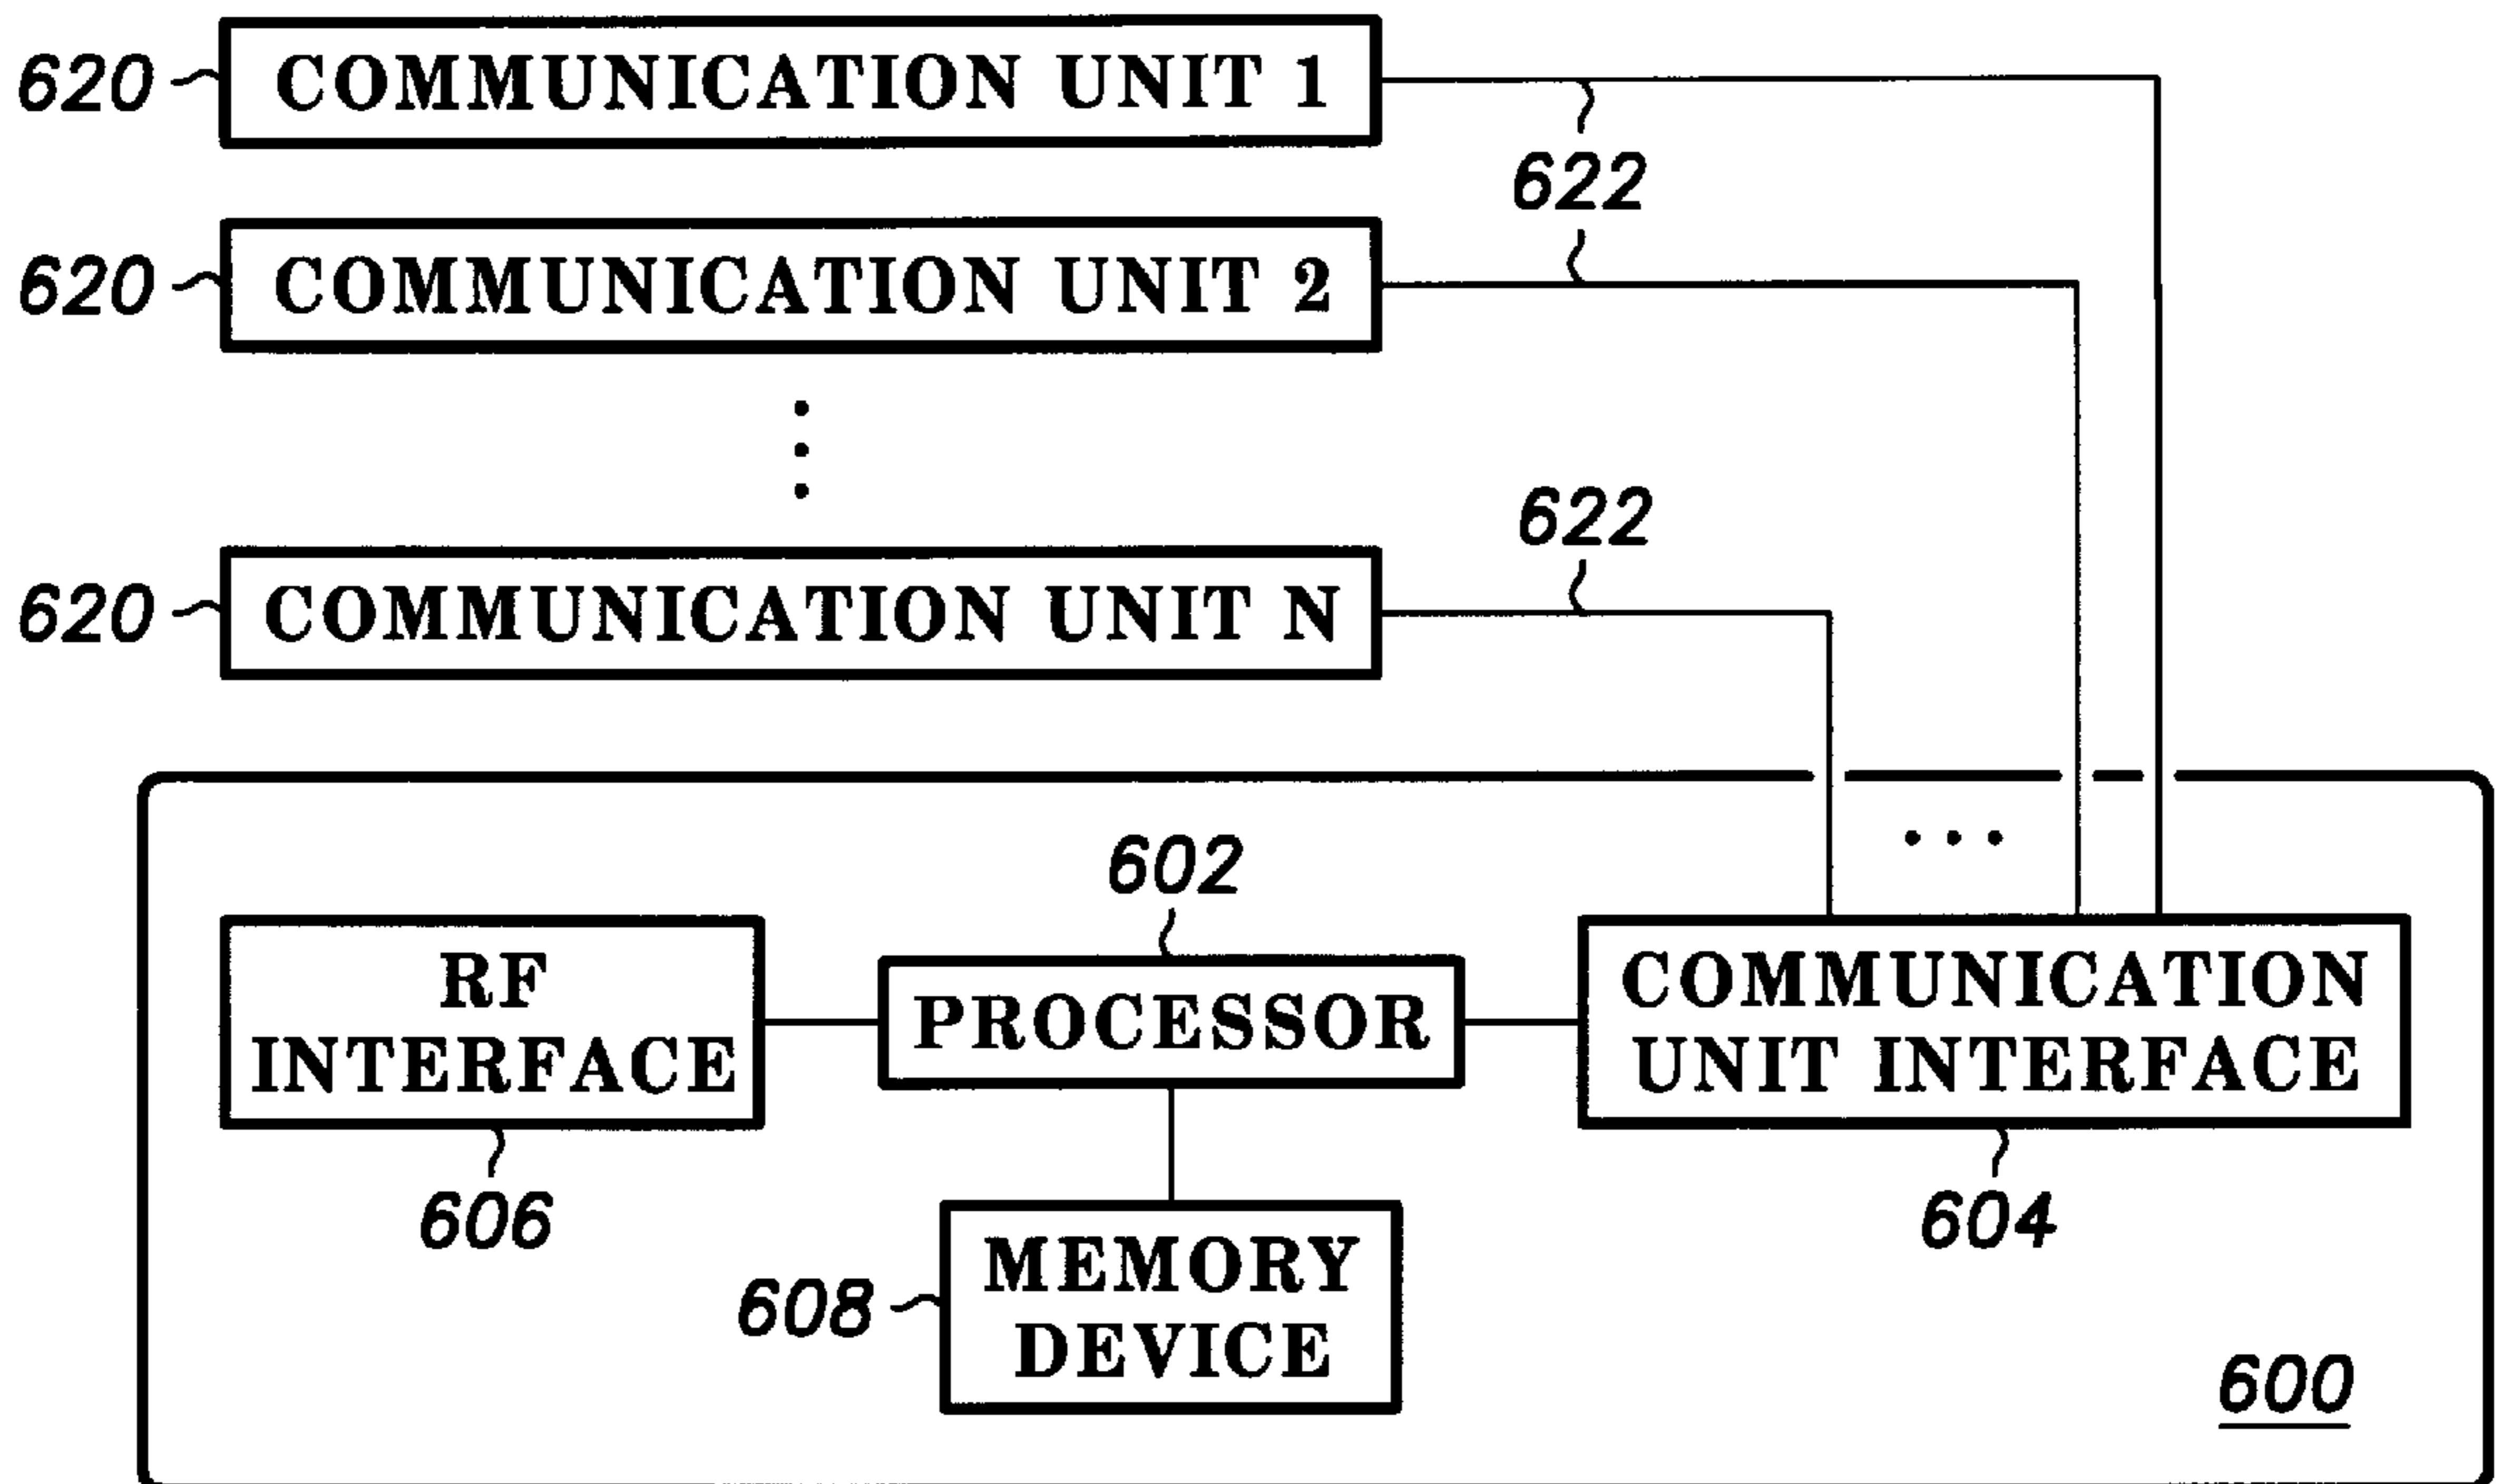 620 COMMUNICATION UNIT 1
622
620 COMMUNICATION UNIT 2
622
620 COMMUNICATION UNIT N
602
RF
INTERFACE
PROCESSOR
COMMUNICATION
UNIT INTERFACE
606
604
608
MEMORY
DEVICE
600